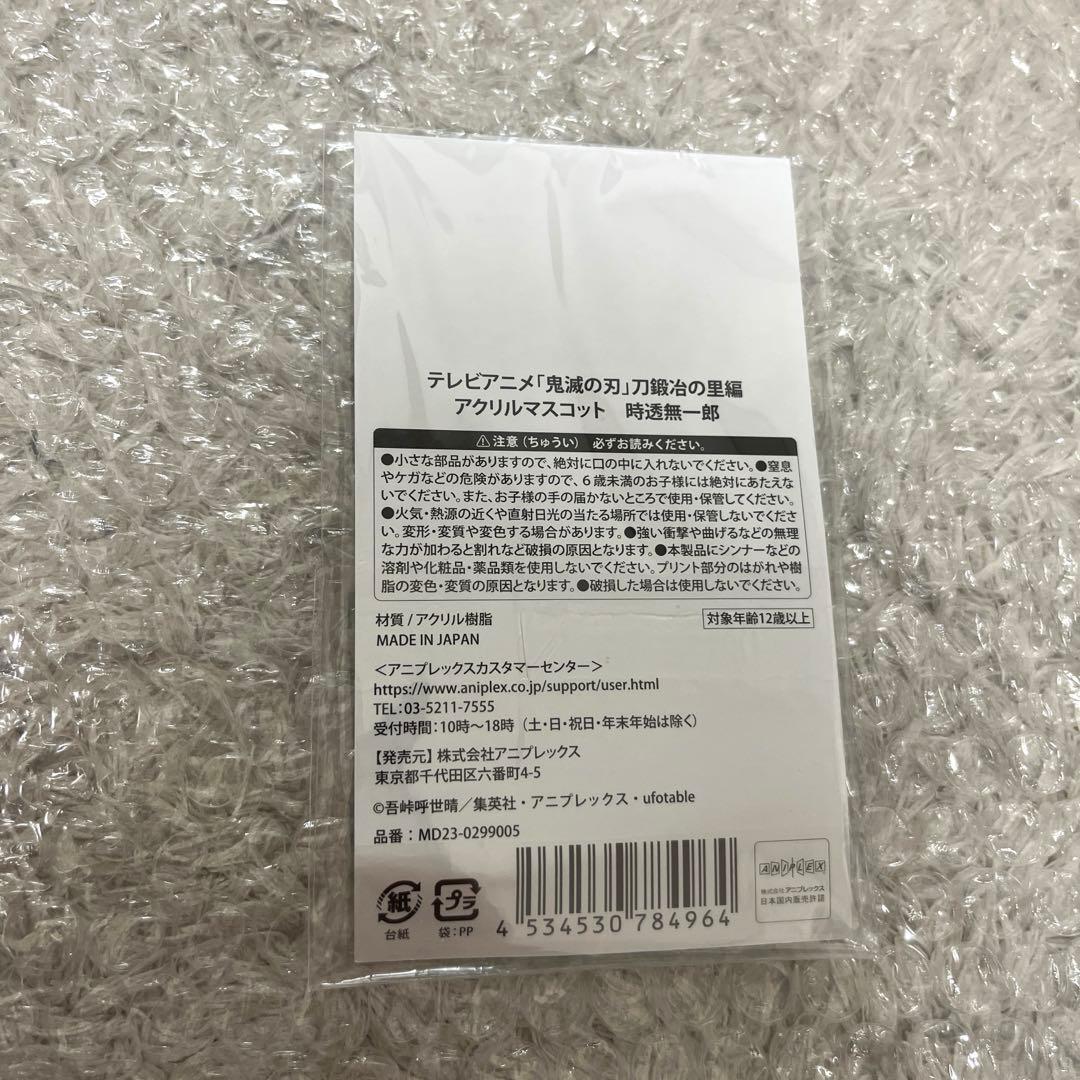 テレビアニメ「鬼滅の刃」刀鍛冶の里編
アクリルマスコット　時透無一郎
⚠注意（ちゅうい）　必ずお読みください。
●小さな部品がありますので、絶対に口の中に入れないでください。●窒息
やケガなどの危険がありますので、６歳未満のお子様には絶対にあたえな
いでください。また、お子様の手の届かないところで使用・保管してください。
●火気・熱源の近くや直射日光の当たる場所では使用・保管しないでくださ
い。変形・変質や変色する場合があります。●強い衝撃や曲げるなどの無理
な力が加わると割れなど破損の原因となります。●本製品にシンナーなどの
溶剤や化粧品・薬品類を使用しないでください。プリント部分のはがれや樹
脂の変色・変質の原因となります。●破損した場合は使用しないでください。
材質 / アクリル樹脂
対象年齢12歳以上
MADE IN JAPAN
＜アニプレックスカスタマーセンター＞
https://www.aniplex.co.jp/support/user.html
TEL：03-5211-7555
受付時間：10時～18時（土・日・祝日・年末年始は除く）
【発売元】株式会社アニプレックス
東京都千代田区六番町4-5
©吾峠呼世晴／集英社・アニプレックス・ufotable
品番：MD23-0299005
紙
台紙
プラ
袋：PP
4 534530 784964
ANIPLEX
株式会社アニプレックス
日本国内販売許諾